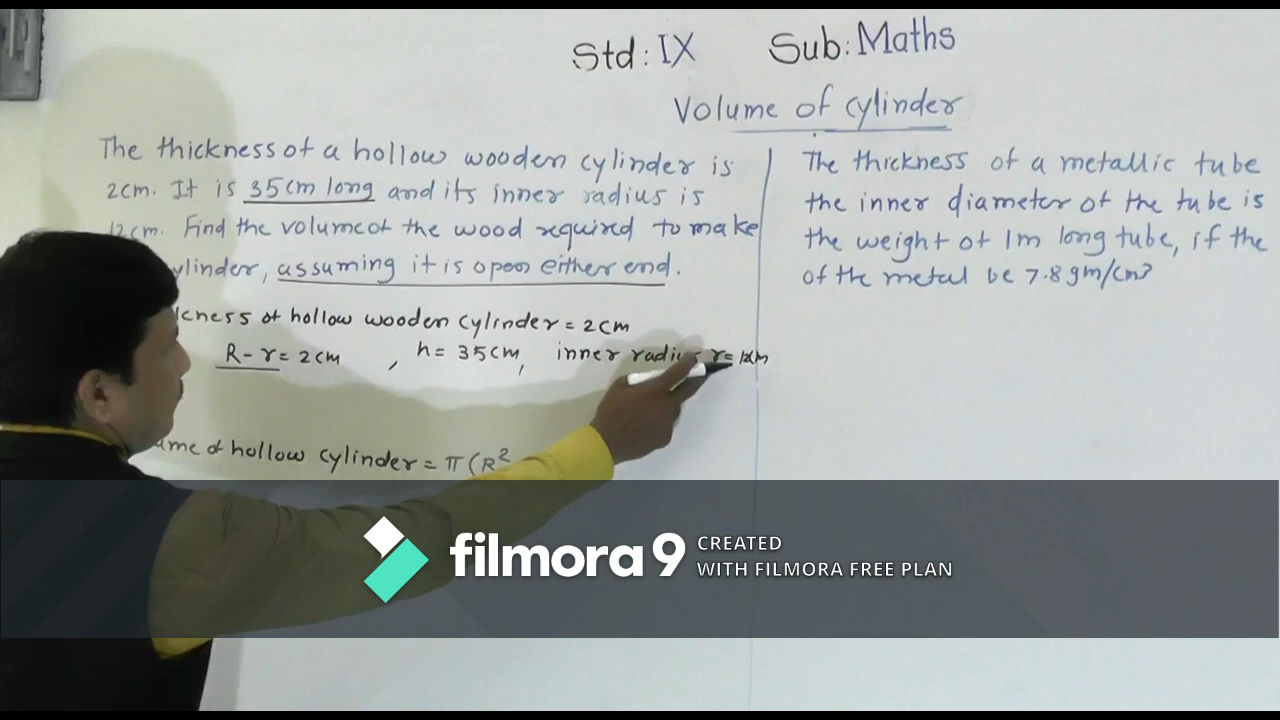 Std: IX Sub: Maths
Volume of cylinder
The thickness of a hollow wooden cylinder is
2cm. It is 35cm long and its inner radius is
12cm. Find the volume of the wood required to make
ylinder, assuming it is open either end.
ckness of hollow wooden cylinder = 2cm
R - r = 2cm , h = 35cm, inner radius r = 12cm
ume of hollow cylinder = π (R²
The thickness of a metallic tube
the inner diameter of the tube is
the weight of 1m long tube, if the
of the metal be 7.8gm/cm³
filmora 9 CREATED
WITH FILMORA FREE PLAN